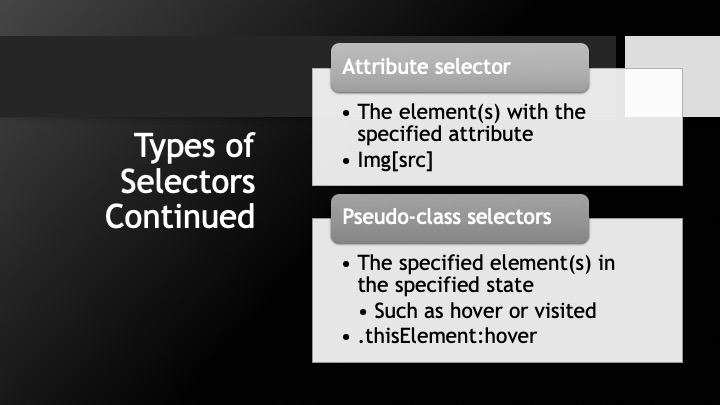 Types of
Selectors
Continued
Attribute selector
• The element(s) with the
specified attribute
• Img[src]
Pseudo-class selectors
• The specified element(s) in
the specified state
• Such as hover or visited
• .thisElement:hover